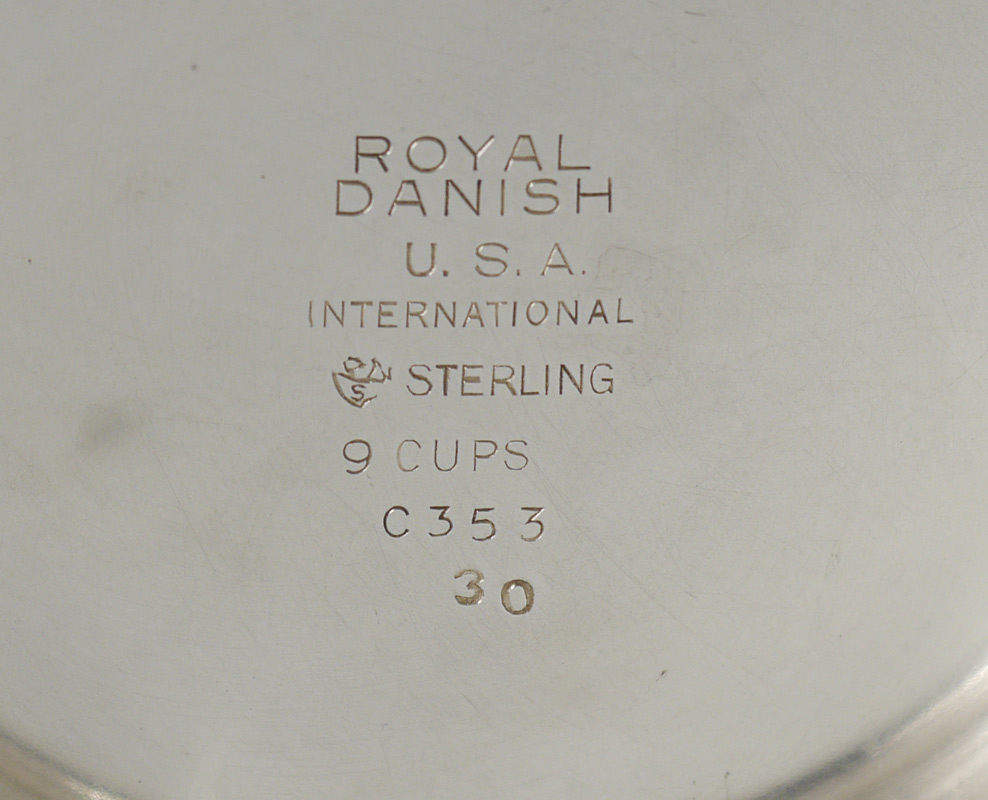 ROYAL
DANISH
U.S.A.
INTERNATIONAL
S STERLING
9 CUPS
C353
30